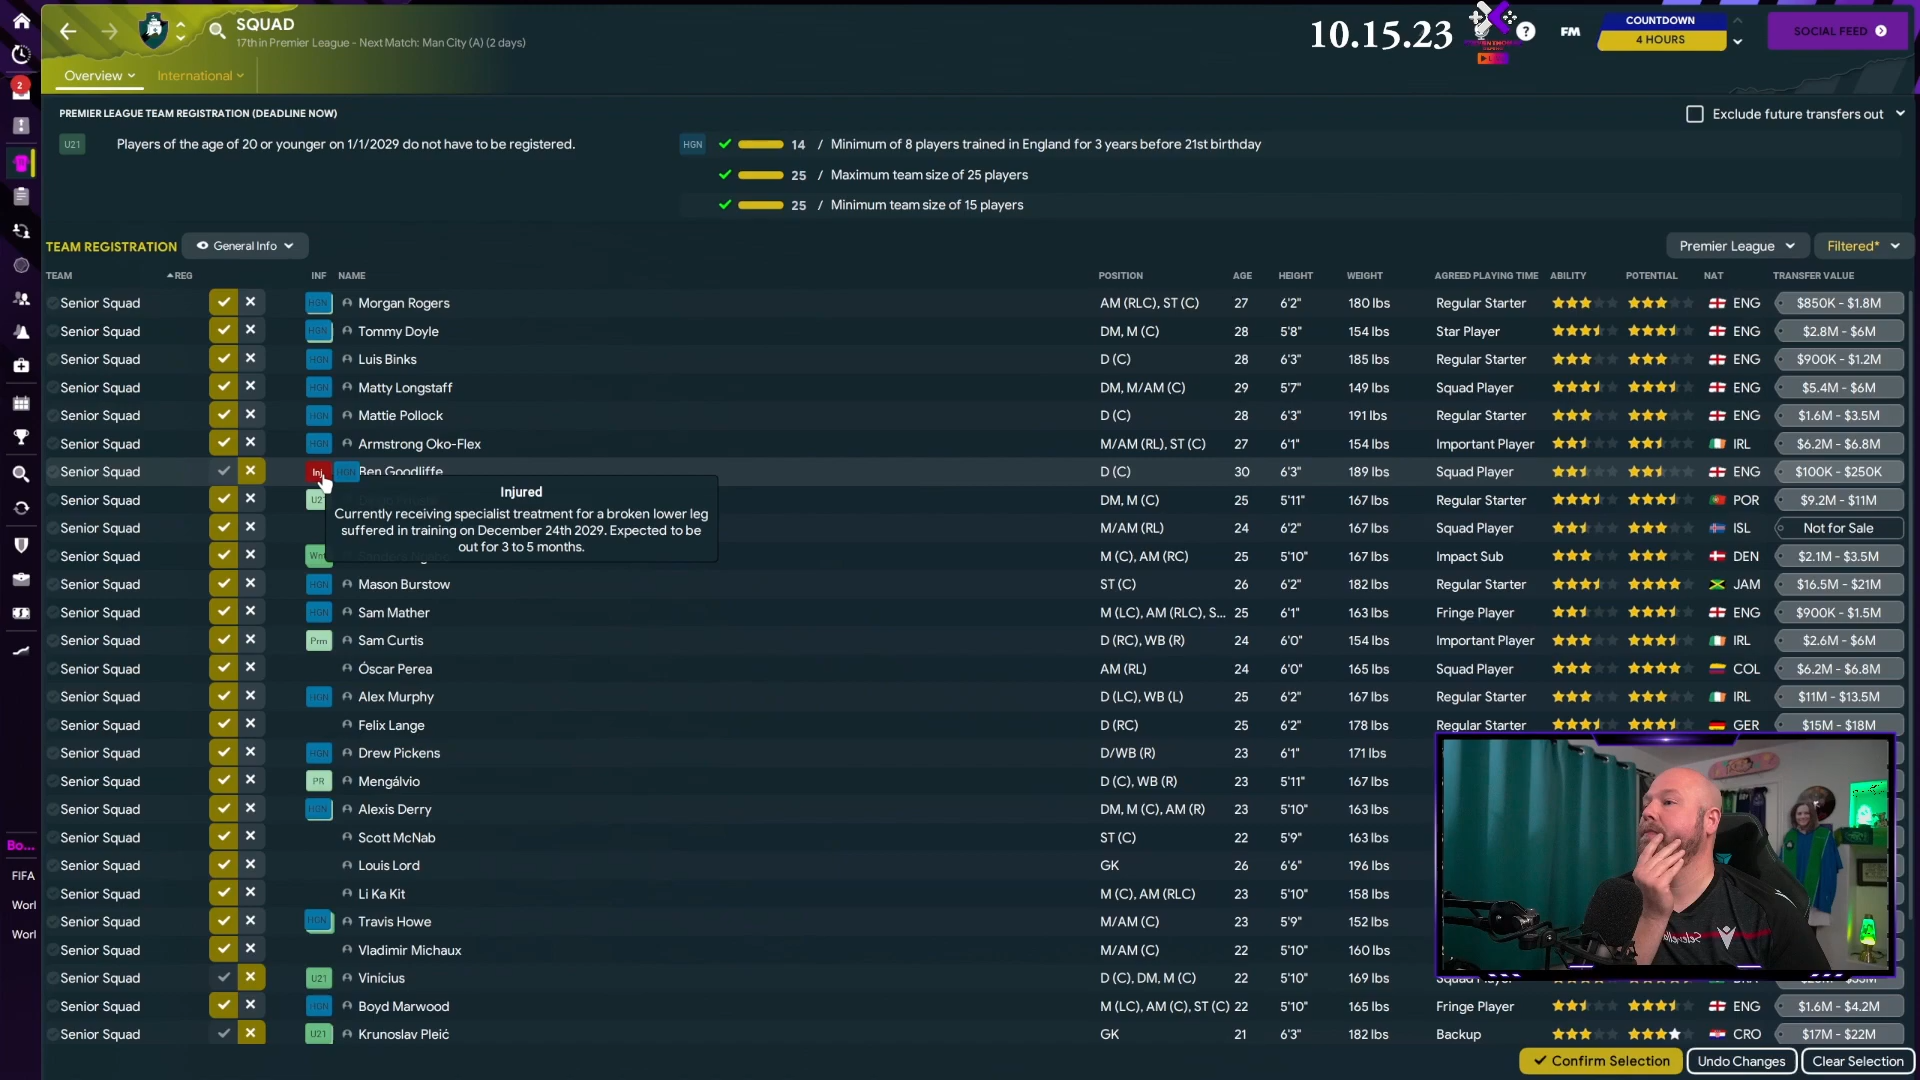 SQUAD
17th in Premier League - Next Match: Man City (A) (2 days)
10.15.23
FM
COUNTDOWN
4 HOURS
SOCIAL FEED
2
Overview
International
PREMIER LEAGUE TEAM REGISTRATION (DEADLINE NOW)
Exclude future transfers out
U21 Players of the age of 20 or younger on 1/1/2029 do not have to be registered.
HGN 14 / Minimum of 8 players trained in England for 3 years before 21st birthday
25 / Maximum team size of 25 players
25 / Minimum team size of 15 players
TEAM REGISTRATION General Info Premier League Filtered*
TEAM REG INF NAME POSITION AGE HEIGHT WEIGHT AGREED PLAYING TIME ABILITY POTENTIAL NAT TRANSFER VALUE
Senior Squad HGN Morgan Rogers AM (RLC), ST (C) 27 6'2" 180 lbs Regular Starter ENG $850K - $1.8M
Senior Squad HGN Tommy Doyle DM, M (C) 28 5'8" 154 lbs Star Player ENG $2.8M - $6M
Senior Squad HGN Luis Binks D (C) 28 6'3" 185 lbs Regular Starter ENG $900K - $1.2M
Senior Squad HGN Matty Longstaff DM, M/AM (C) 29 5'7" 149 lbs Squad Player ENG $5.4M - $6M
Senior Squad HGN Mattie Pollock D (C) 28 6'3" 191 lbs Regular Starter ENG $1.6M - $3.5M
Senior Squad HGN Armstrong Oko-Flex M/AM (RL), ST (C) 27 6'1" 154 lbs Important Player IRL $6.2M - $6.8M
Senior Squad Inj HGN Ben Goodliffe D (C) 30 6'3" 189 lbs Squad Player ENG $100K - $250K
Senior Squad U21 DM, M (C) 25 5'11" 167 lbs Regular Starter POR $9.2M - $11M
Senior Squad M/AM (RL) 24 6'2" 167 lbs Squad Player ISL Not for Sale
Senior Squad Wnt M (C), AM (RC) 25 5'10" 167 lbs Impact Sub DEN $2.1M - $3.5M
Injured
Currently receiving specialist treatment for a broken lower leg
suffered in training on December 24th 2029. Expected to be
out for 3 to 5 months.
Senior Squad HGN Mason Burstow ST (C) 26 6'2" 182 lbs Regular Starter JAM $16.5M - $21M
Senior Squad HGN Sam Mather M (LC), AM (RLC), S... 25 6'1" 163 lbs Fringe Player ENG $900K - $1.5M
Senior Squad Prm Sam Curtis D (RC), WB (R) 24 6'0" 154 lbs Important Player IRL $2.6M - $6M
Senior Squad Óscar Perea AM (RL) 24 6'0" 165 lbs Squad Player COL $6.2M - $6.8M
Senior Squad HGN Alex Murphy D (LC), WB (L) 25 6'2" 167 lbs Regular Starter IRL $11M - $13.5M
Senior Squad Felix Lange D (RC) 25 6'2" 178 lbs Regular Starter GER $15M - $18M
Senior Squad HGN Drew Pickens D/WB (R) 23 6'1" 171 lbs
Senior Squad PR Mengálvio D (C), WB (R) 23 5'11" 167 lbs
Senior Squad HGN Alexis Derry DM, M (C), AM (R) 23 5'10" 163 lbs
Senior Squad Scott McNab ST (C) 22 5'9" 163 lbs
Senior Squad Louis Lord GK 26 6'6" 196 lbs
Senior Squad Li Ka Kit M (C), AM (RLC) 23 5'10" 158 lbs
Senior Squad HGN Travis Howe M/AM (C) 23 5'9" 152 lbs
Senior Squad Vladimir Michaux M/AM (C) 22 5'10" 160 lbs
Senior Squad U21 Vinícius D (C), DM, M (C) 22 5'10" 169 lbs Squad Player
Senior Squad HGN Boyd Marwood M (LC), AM (C), ST (C) 22 5'10" 165 lbs Fringe Player ENG $1.6M - $4.2M
Senior Squad U21 Krunoslav Pleić GK 21 6'3" 182 lbs Backup CRO $17M - $22M
Bo...
FIFA
Worl
Worl
Confirm Selection Undo Changes Clear Selection